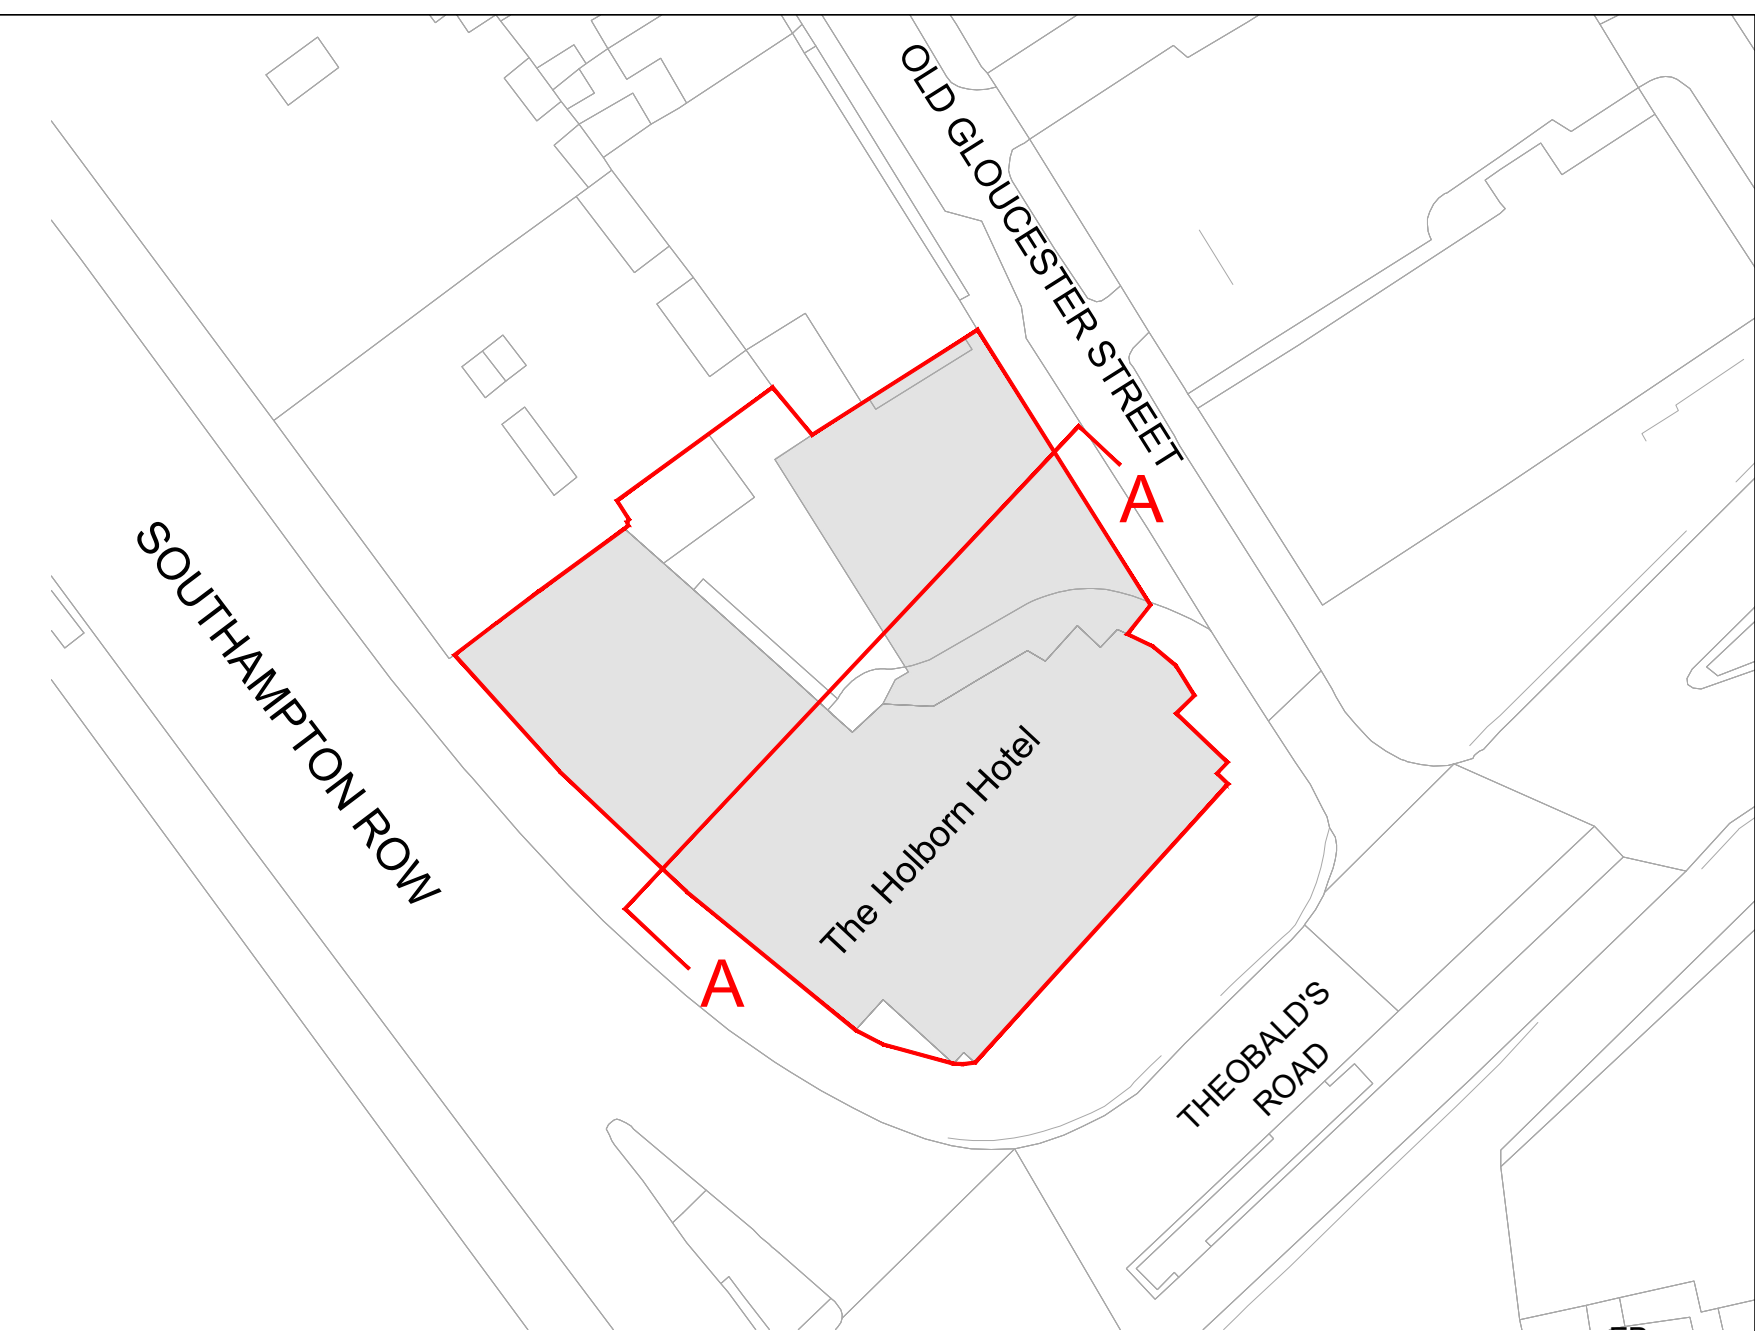 OLD GLOUCESTER STREET
A
SOUTHAMPTON ROW
The Holborn Hotel
A
THEOBALD'S
ROAD